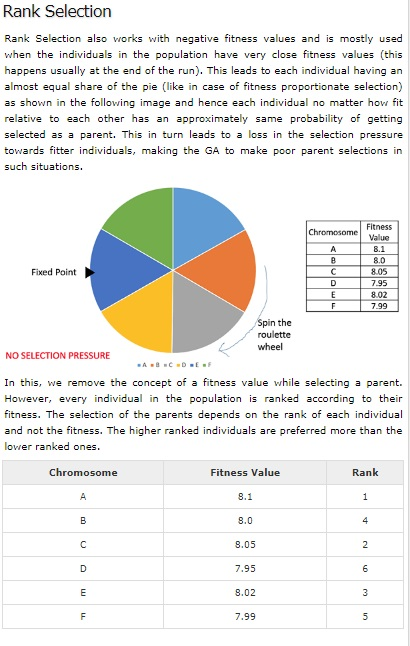 Rank Selection
Rank Selection also works with negative fitness values and is mostly used
when the individuals in the population have very close fitness values (this
happens usually at the end of the run). This leads to each individual having an
almost equal share of the pie (like in case of fitness proportionate selection)
as shown in the following image and hence each individual no matter how fit
relative to each other has an approximately same probability of getting
selected as a parent. This in turn leads to a loss in the selection pressure
towards fitter individuals, making the GA to make poor parent selections in
such situations.
Fixed Point
Spin the
roulette
wheel
NO SELECTION PRESSURE
A B C D E F
Chromosome Fitness Value
A 8.1
B 8.0
C 8.05
D 7.95
E 8.02
F 7.99
In this, we remove the concept of a fitness value while selecting a parent.
However, every individual in the population is ranked according to their
fitness. The selection of the parents depends on the rank of each individual
and not the fitness. The higher ranked individuals are preferred more than the
lower ranked ones.
Chromosome Fitness Value Rank
A 8.1 1
B 8.0 4
C 8.05 2
D 7.95 6
E 8.02 3
F 7.99 5